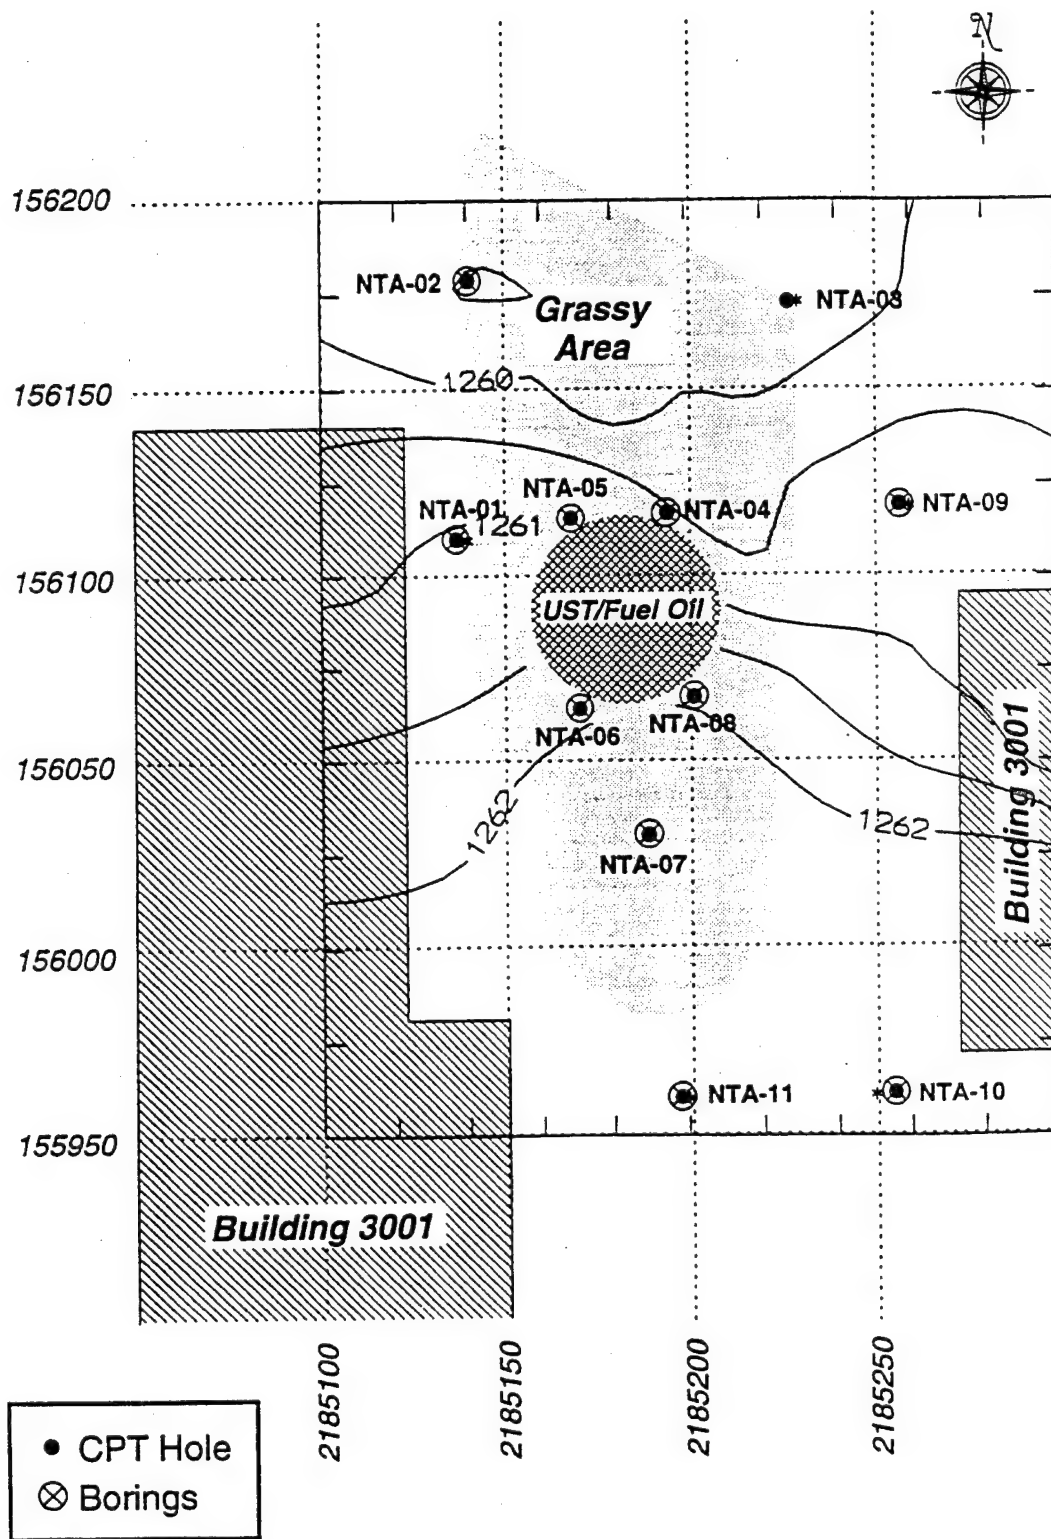 N
156200
NTA-02
Grassy
Area
NTA-03
156150
1260
NTA-05
NTA-01
1261
NTA-04
NTA-09
156100
UST/Fuel Oil
NTA-08
NTA-06
156050
1262
1262
NTA-07
Building 3001
156000
NTA-11
NTA-10
155950
Building 3001
2185100
2185150
2185200
2185250
CPT Hole
Borings